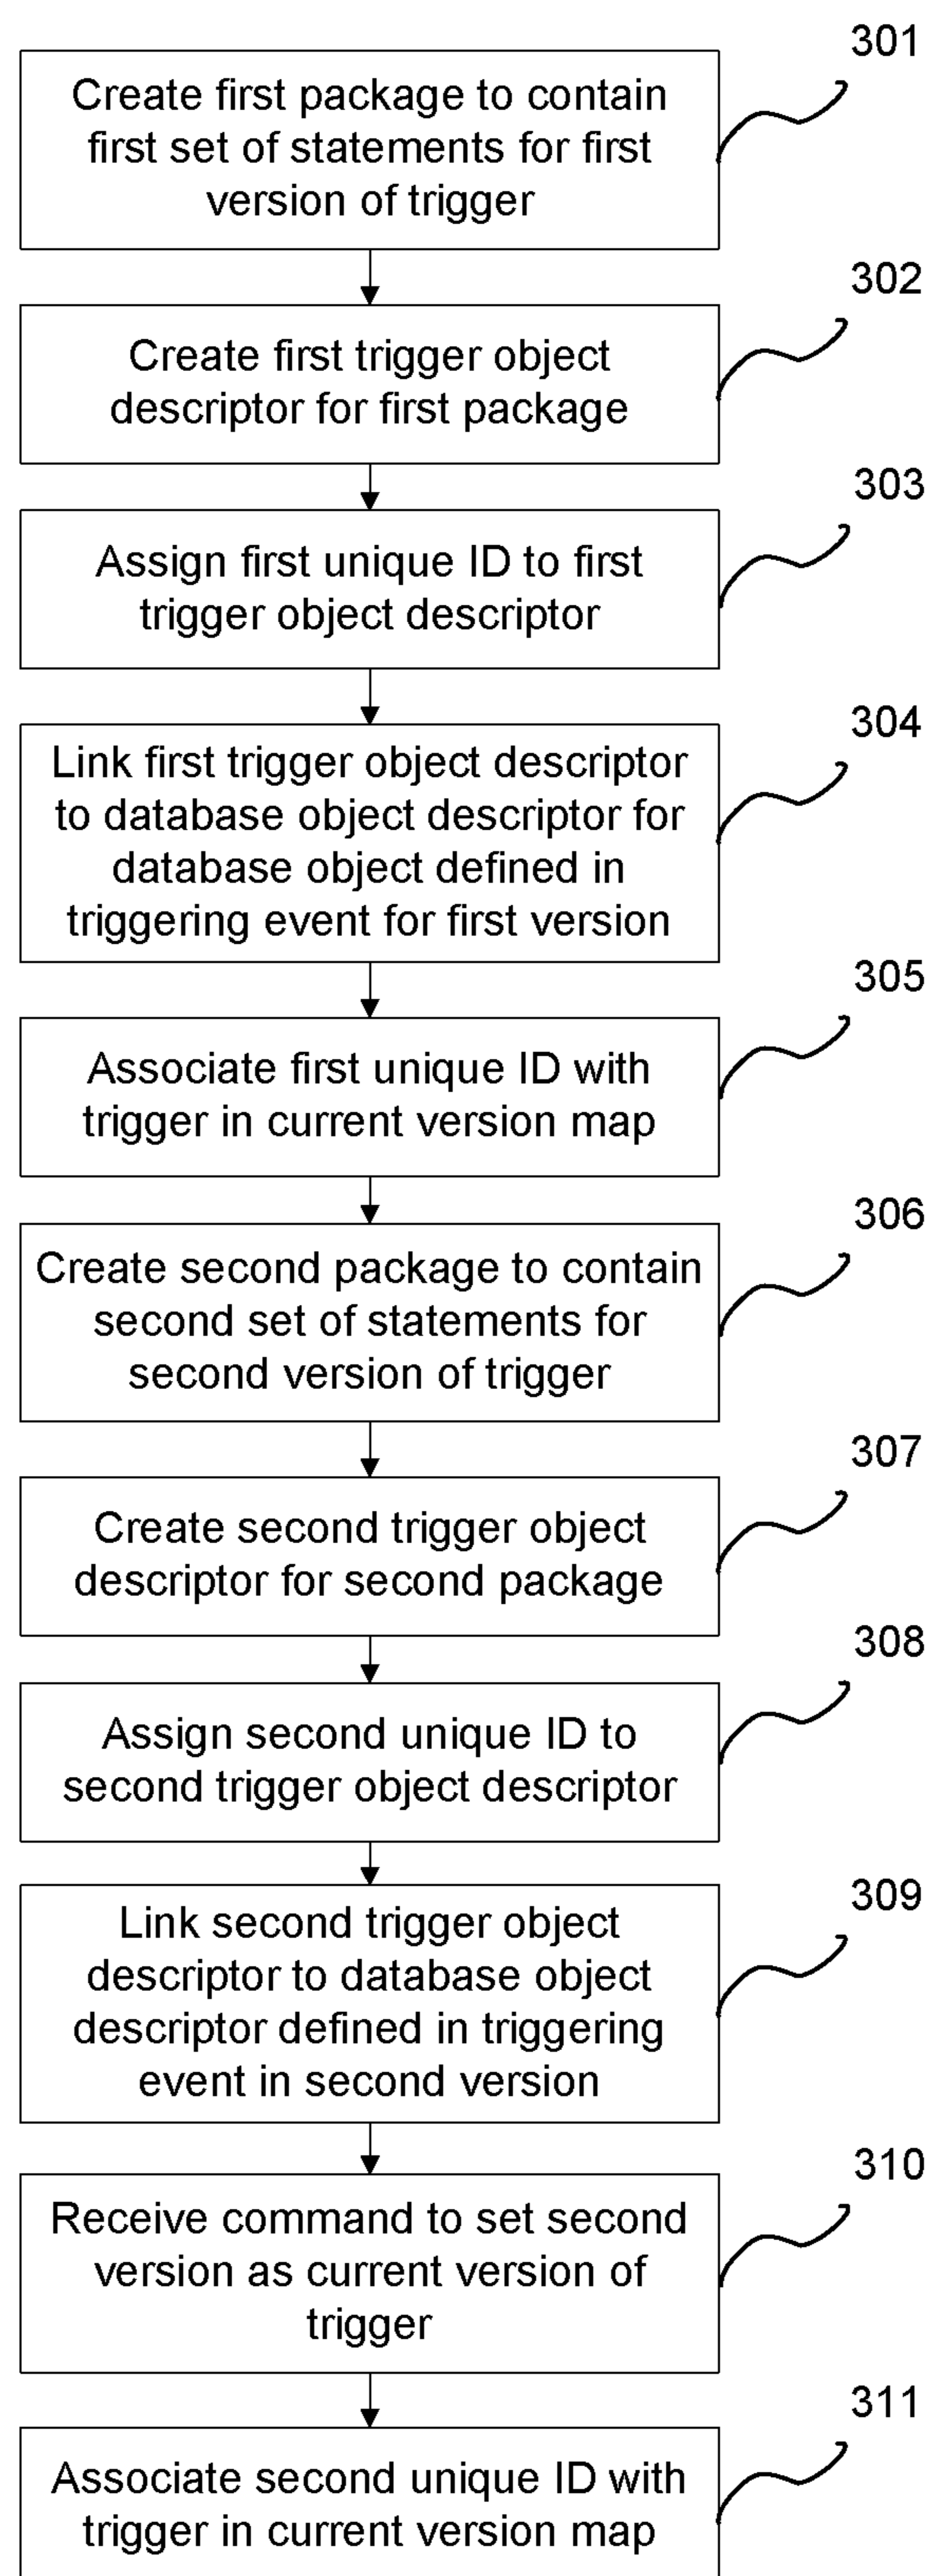 301
Create first package to contain
first set of statements for first
version of trigger
302
Create first trigger object
descriptor for first package
303
Assign first unique ID to first
trigger object descriptor
304
Link first trigger object descriptor
to database object descriptor for
database object defined in
triggering event for first version
305
Associate first unique ID with
trigger in current version map
306
Create second package to contain
second set of statements for
second version of trigger
307
Create second trigger object
descriptor for second package
308
Assign second unique ID to
second trigger object descriptor
309
Link second trigger object
descriptor to database object
descriptor defined in triggering
event in second version
310
Receive command to set second
version as current version of
trigger
311
Associate second unique ID with
trigger in current version map